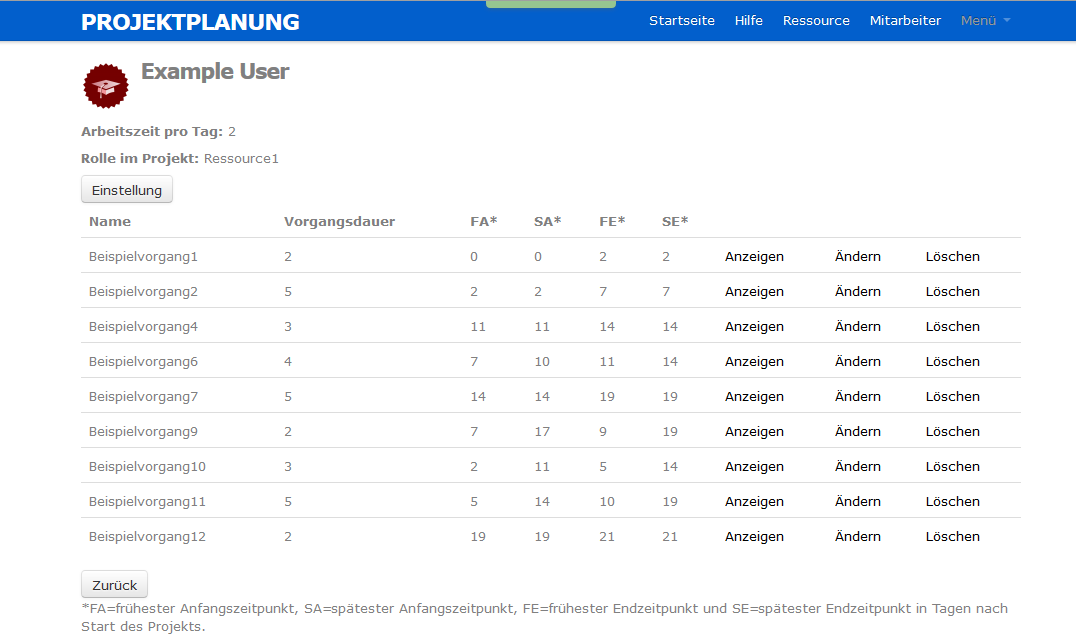 PROJEKTPLANUNG Startseite Hilfe Ressource Mitarbeiter Menü
Example User
Arbeitszeit pro Tag: 2
Rolle im Projekt: Ressource1
Einstellung
Name Vorgangsdauer FA* SA* FE* SE*
Beispielvorgang1 2 0 0 2 2 Anzeigen Ändern Löschen
Beispielvorgang2 5 2 2 7 7 Anzeigen Ändern Löschen
Beispielvorgang4 3 11 11 14 14 Anzeigen Ändern Löschen
Beispielvorgang6 4 7 10 11 14 Anzeigen Ändern Löschen
Beispielvorgang7 5 14 14 19 19 Anzeigen Ändern Löschen
Beispielvorgang9 2 7 17 9 19 Anzeigen Ändern Löschen
Beispielvorgang10 3 2 11 5 14 Anzeigen Ändern Löschen
Beispielvorgang11 5 5 14 10 19 Anzeigen Ändern Löschen
Beispielvorgang12 2 19 19 21 21 Anzeigen Ändern Löschen
Zurück
*FA=frühester Anfangszeitpunkt, SA=spätester Anfangszeitpunkt, FE=frühester Endzeitpunkt und SE=spätester Endzeitpunkt in Tagen nach
Start des Projekts.